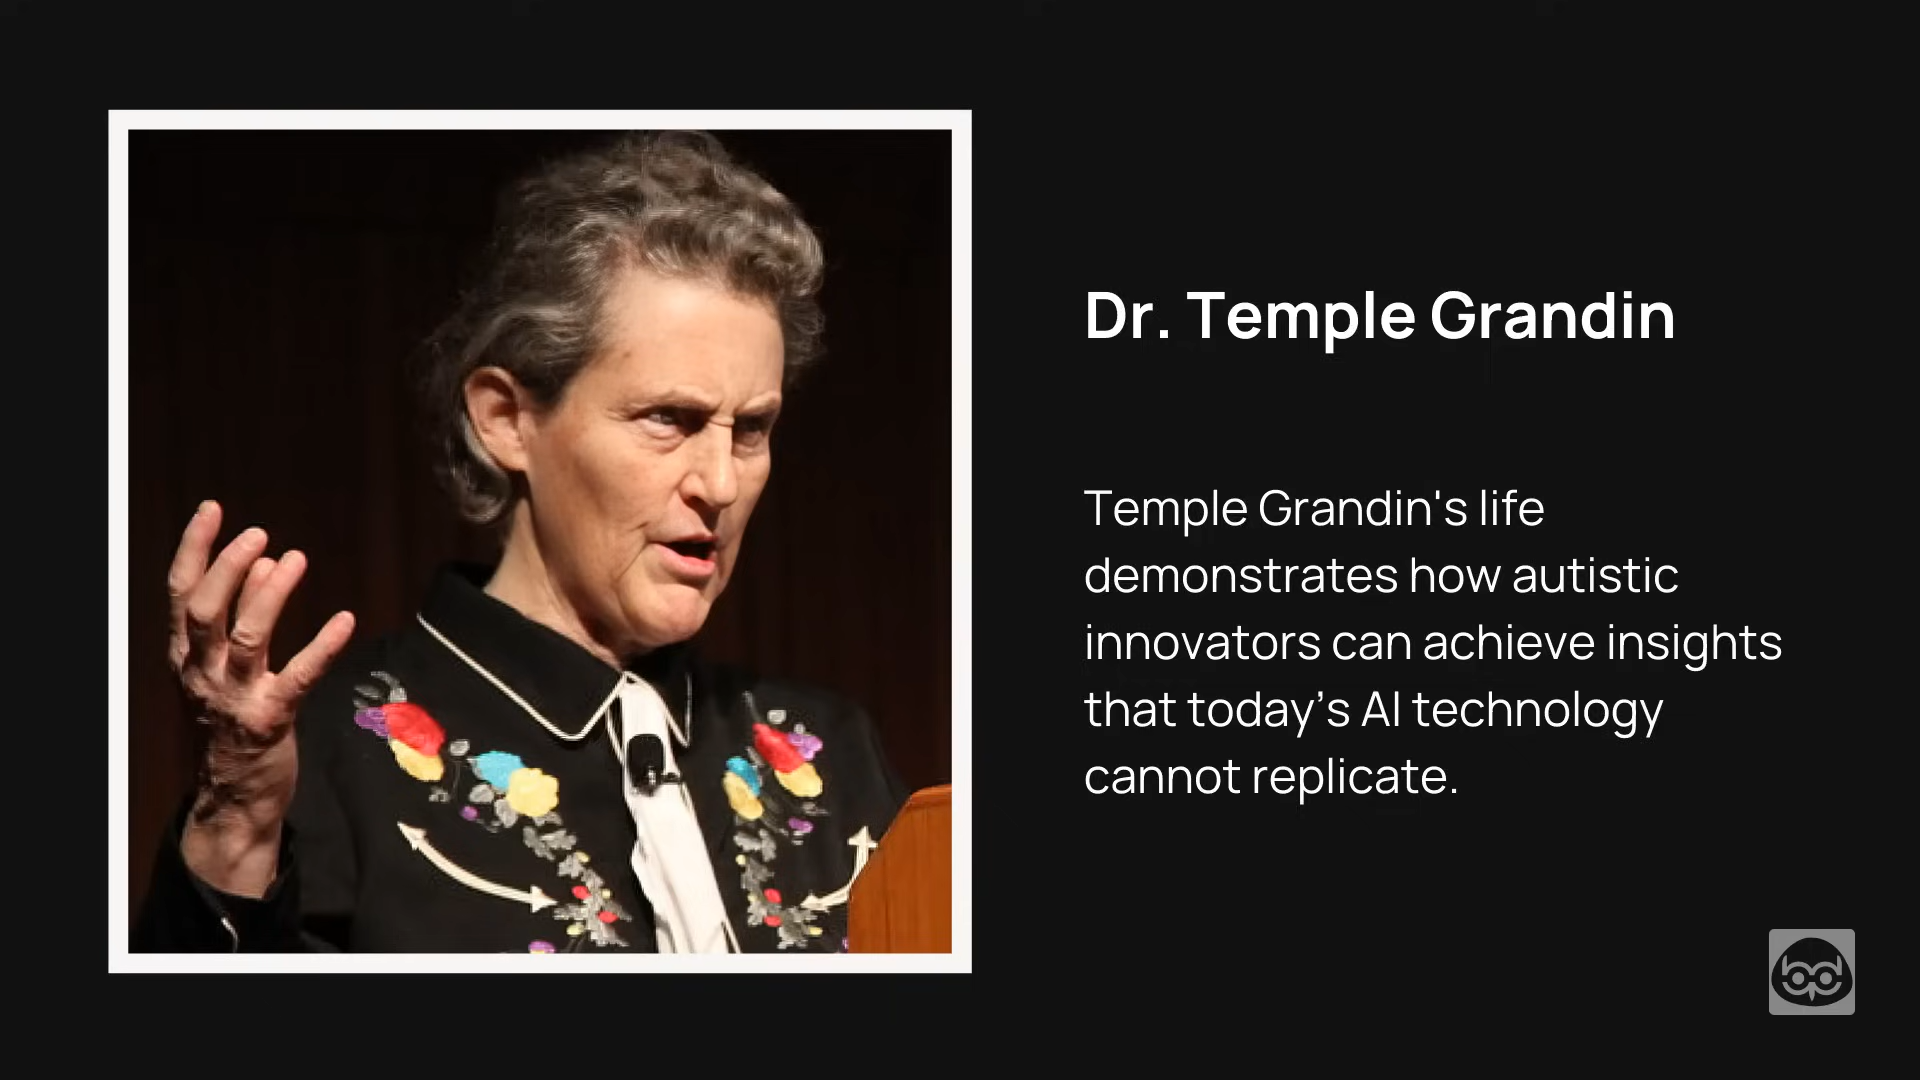 Dr. Temple Grandin
Temple Grandin's life
demonstrates how autistic
innovators can achieve insights
that today’s AI technology
cannot replicate.